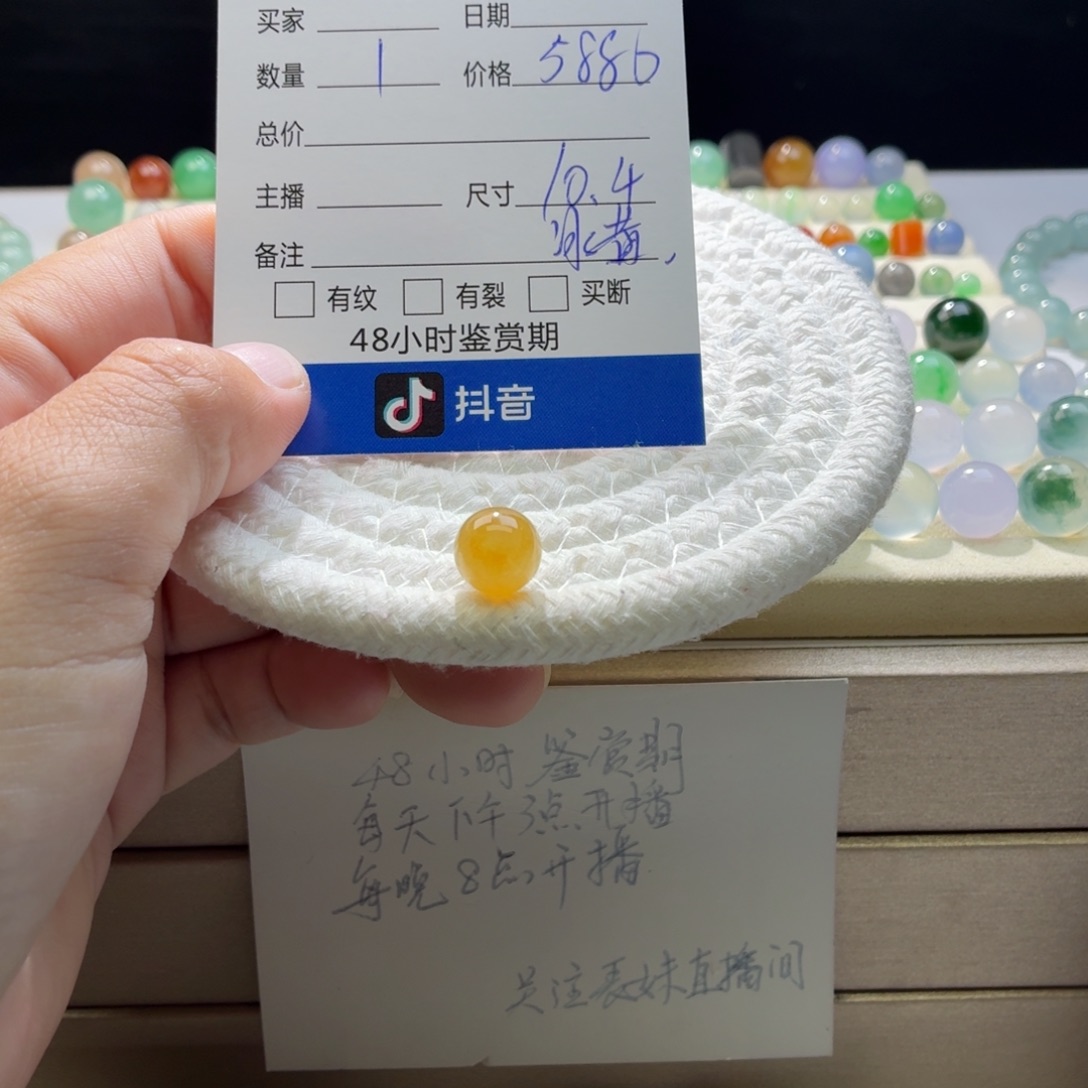 买家 日期
数量 1 价格 5886
总价
主播 尺寸 10.4
备注 冰黄,
有纹 有裂 买断
48小时鉴赏期
抖音
48小时鉴赏期
每天下午3点开播
每晚8点开播
关注表妹直播间